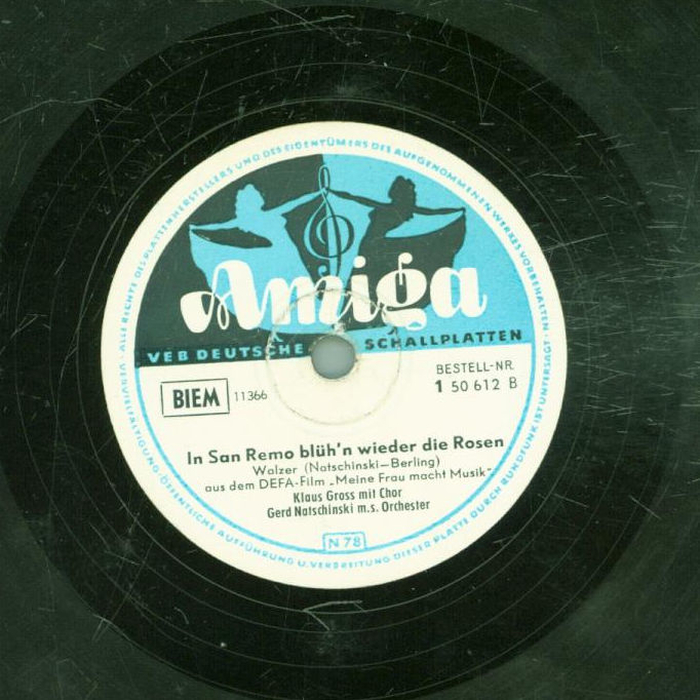 ALLE RECHTE DES PLATTENHERSTELLERS UND DES EIGENTÜMERS DES AUFGENOMMENEN WERKES VORBEHALTEN · UNERLAUBTE VERVIELFÄLTIGUNG · ÖFFENTLICHE AUFFÜHRUNG U. VERBREITUNG DIESER PLATTE DURCH RUNDFUNK IST UNTERSAGT
Amiga
VEB DEUTSCHE SCHALLPLATTEN
BESTELL-NR.
BIEM 11366 1 50 612 B
In San Remo blüh'n wieder die Rosen
Walzer (Natschinski—Berling)
aus dem DEFA-Film „Meine Frau macht Musik"
Klaus Gross mit Chor
Gerd Natschinski m.s. Orchester
N 78